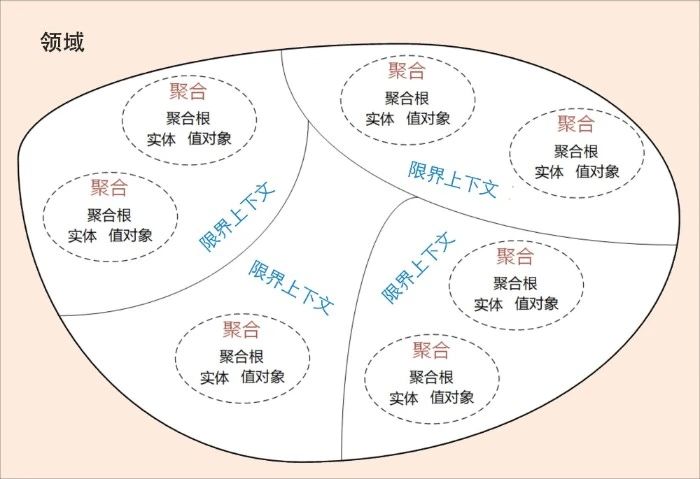 领域
聚合
聚合根
实体 值对象
聚合
聚合根
实体 值对象
限界上下文
聚合
聚合根
实体 值对象
聚合
聚合根
实体 值对象
限界上下文
限界上下文
聚合
聚合根
实体 值对象
限界上下文
聚合
聚合根
实体 值对象
聚合
聚合根
实体 值对象